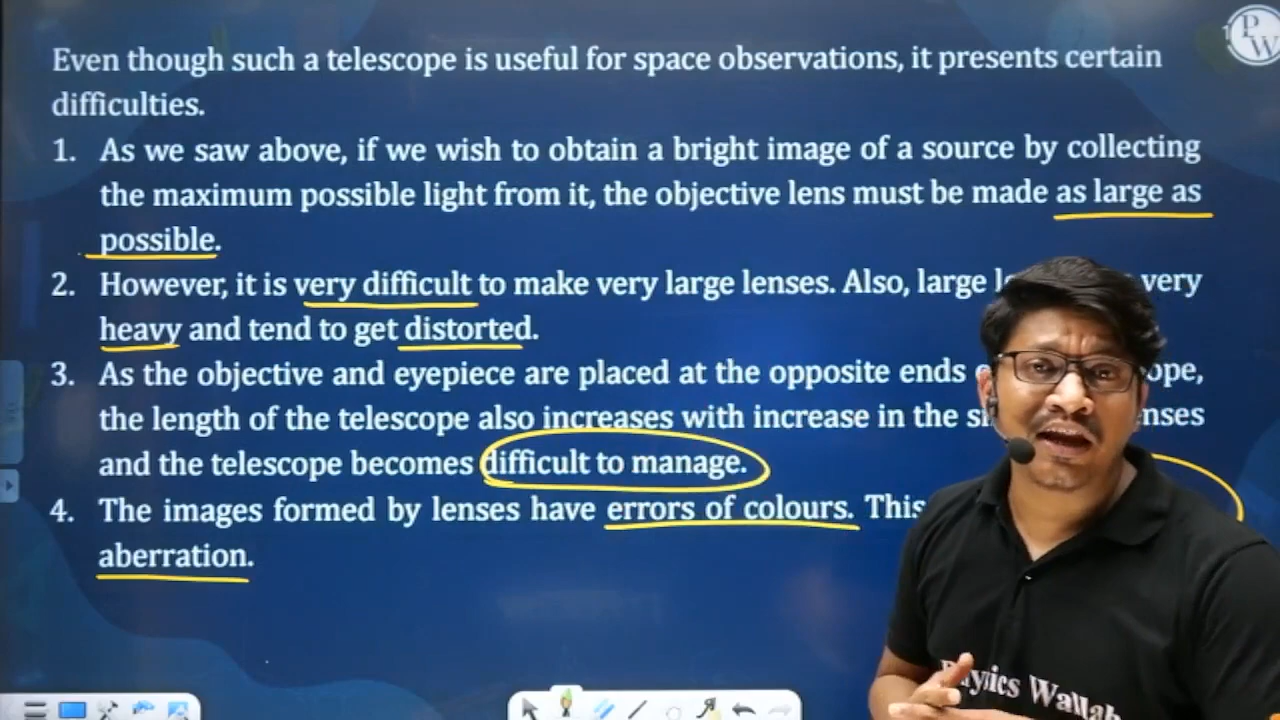 Even though such a telescope is useful for space observations, it presents certain
difficulties.
1. As we saw above, if we wish to obtain a bright image of a source by collecting
the maximum possible light from it, the objective lens must be made as large as
possible.
2. However, it is very difficult to make very large lenses. Also, large very
heavy and tend to get distorted.
3. As the objective and eyepiece are placed at the opposite ends
the length of the telescope also increases with increase in the
and the telescope becomes difficult to manage.
4. The images formed by lenses have errors of colours. This
aberration.
P
W
Physics Wallah